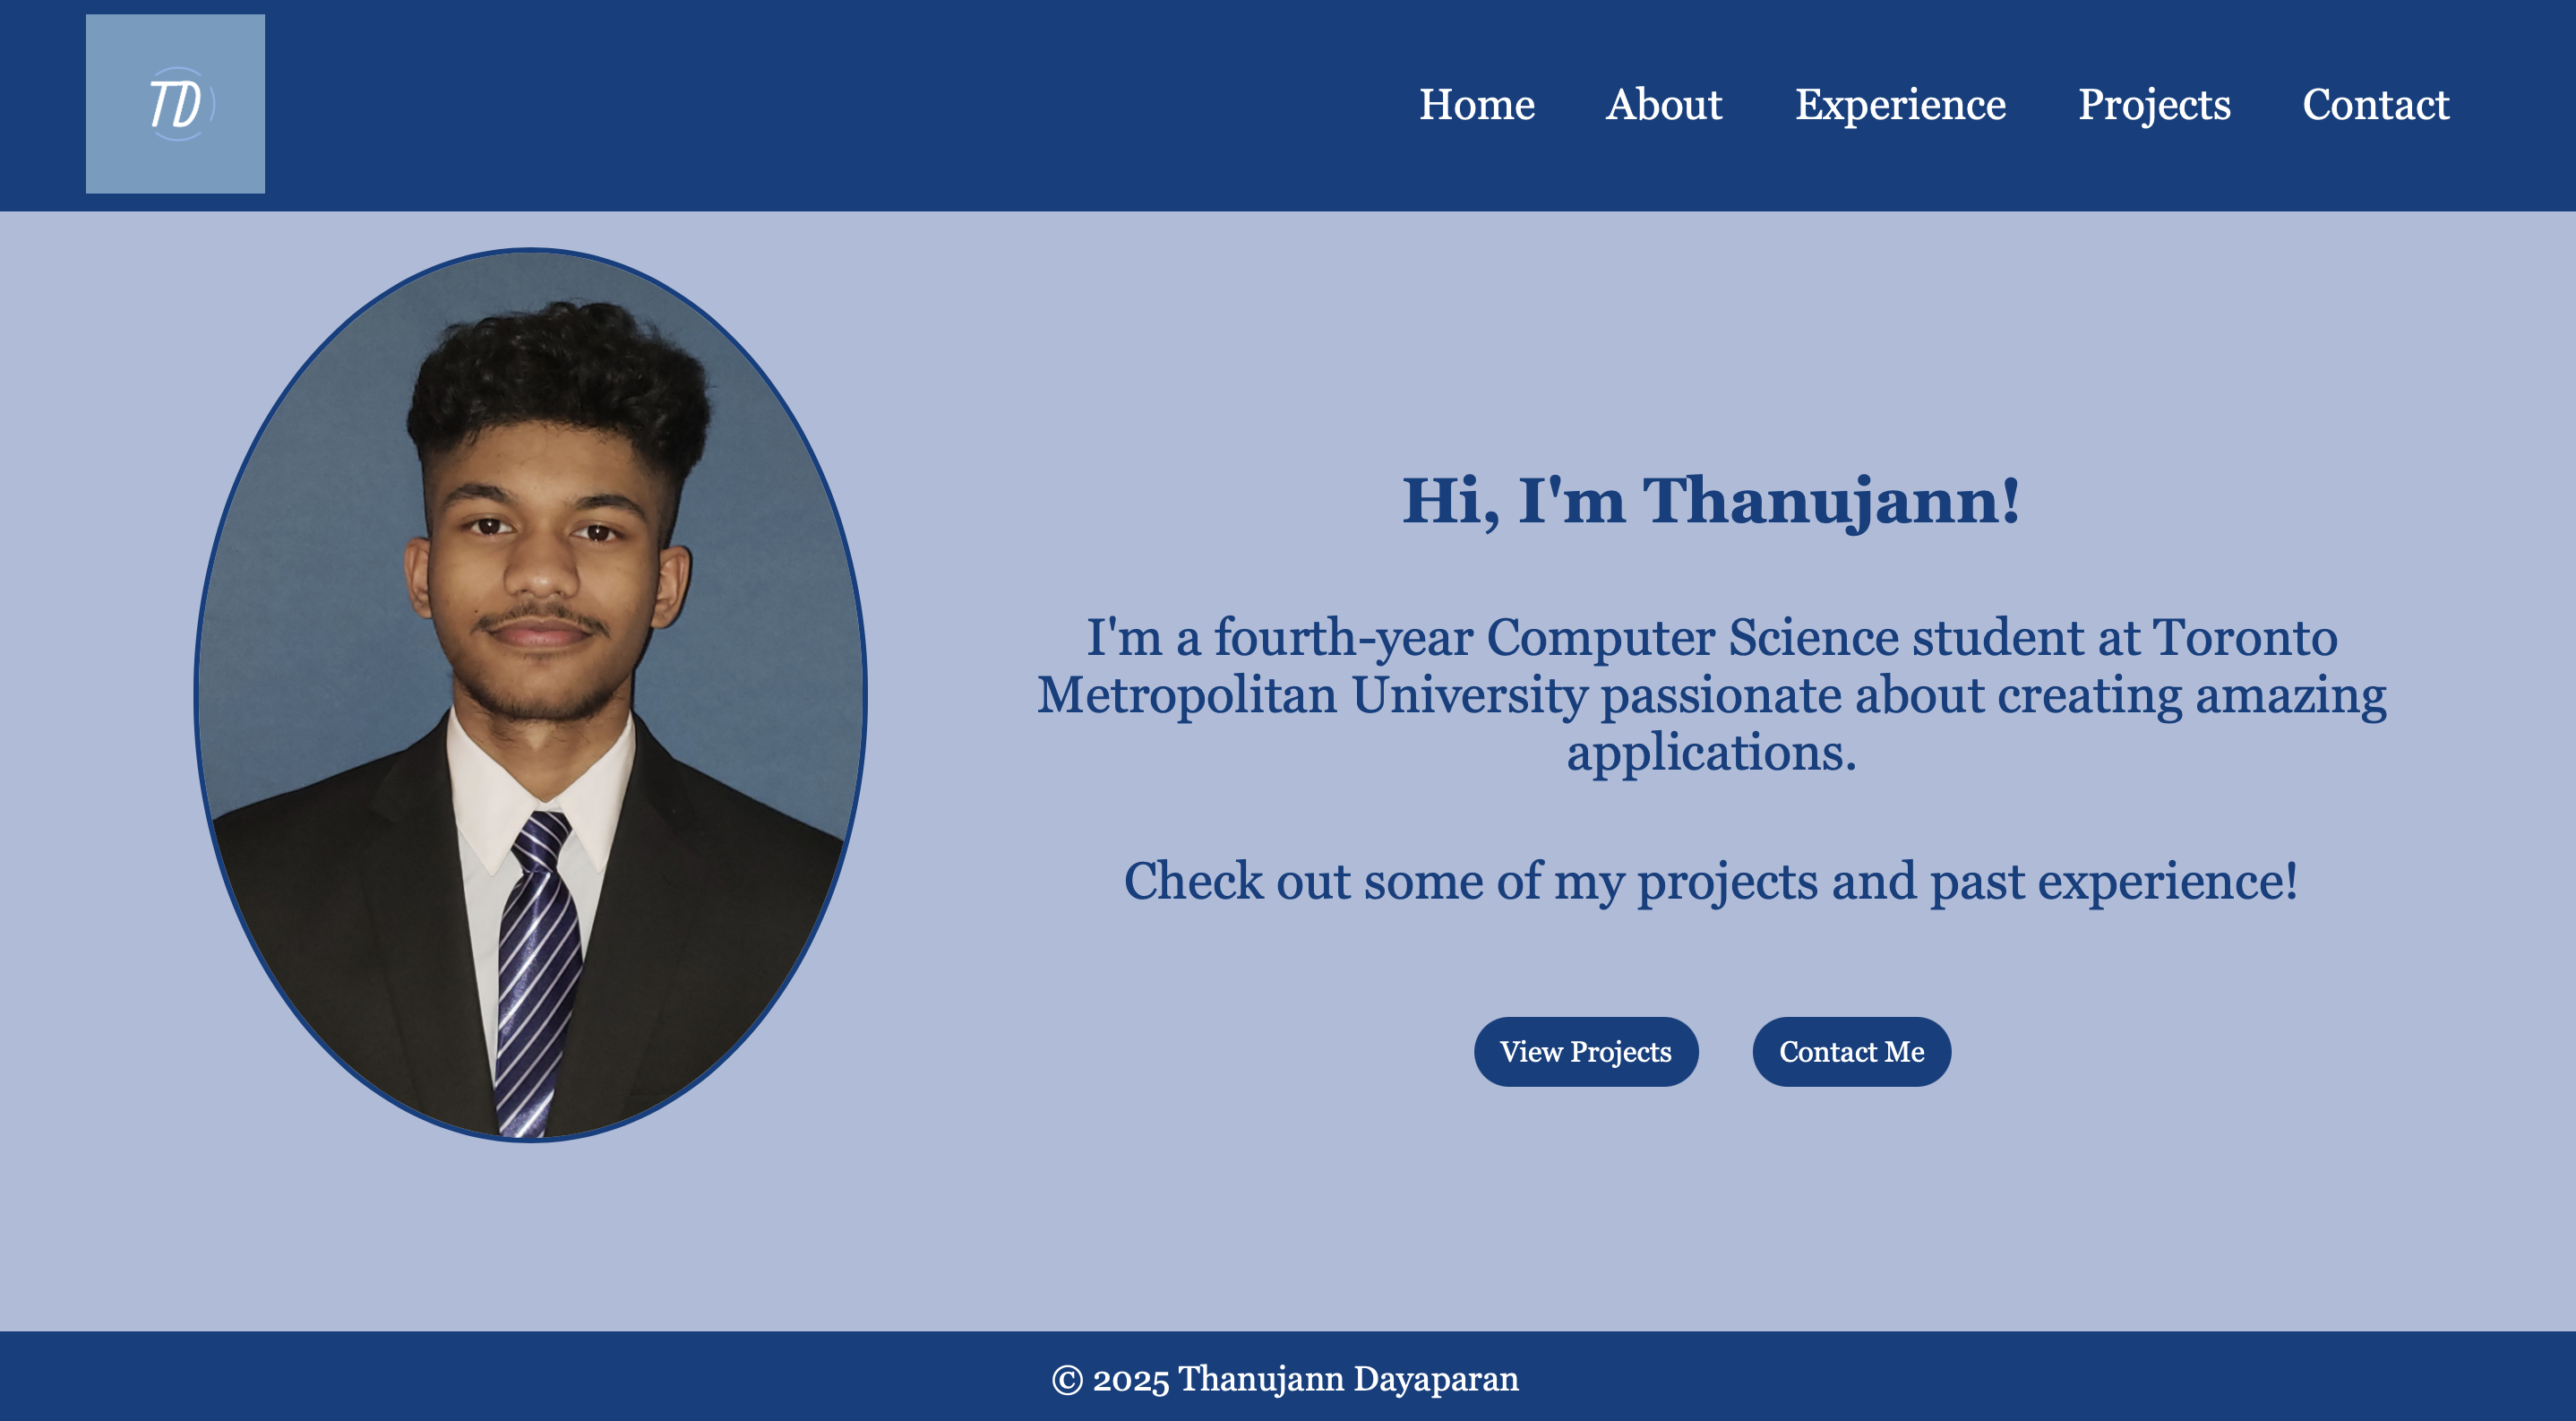 TD
Home About Experience Projects Contact
Hi, I'm Thanujann!
I'm a fourth-year Computer Science student at Toronto
Metropolitan University passionate about creating amazing
applications.
Check out some of my projects and past experience!
View Projects Contact Me
© 2025 Thanujann Dayaparan